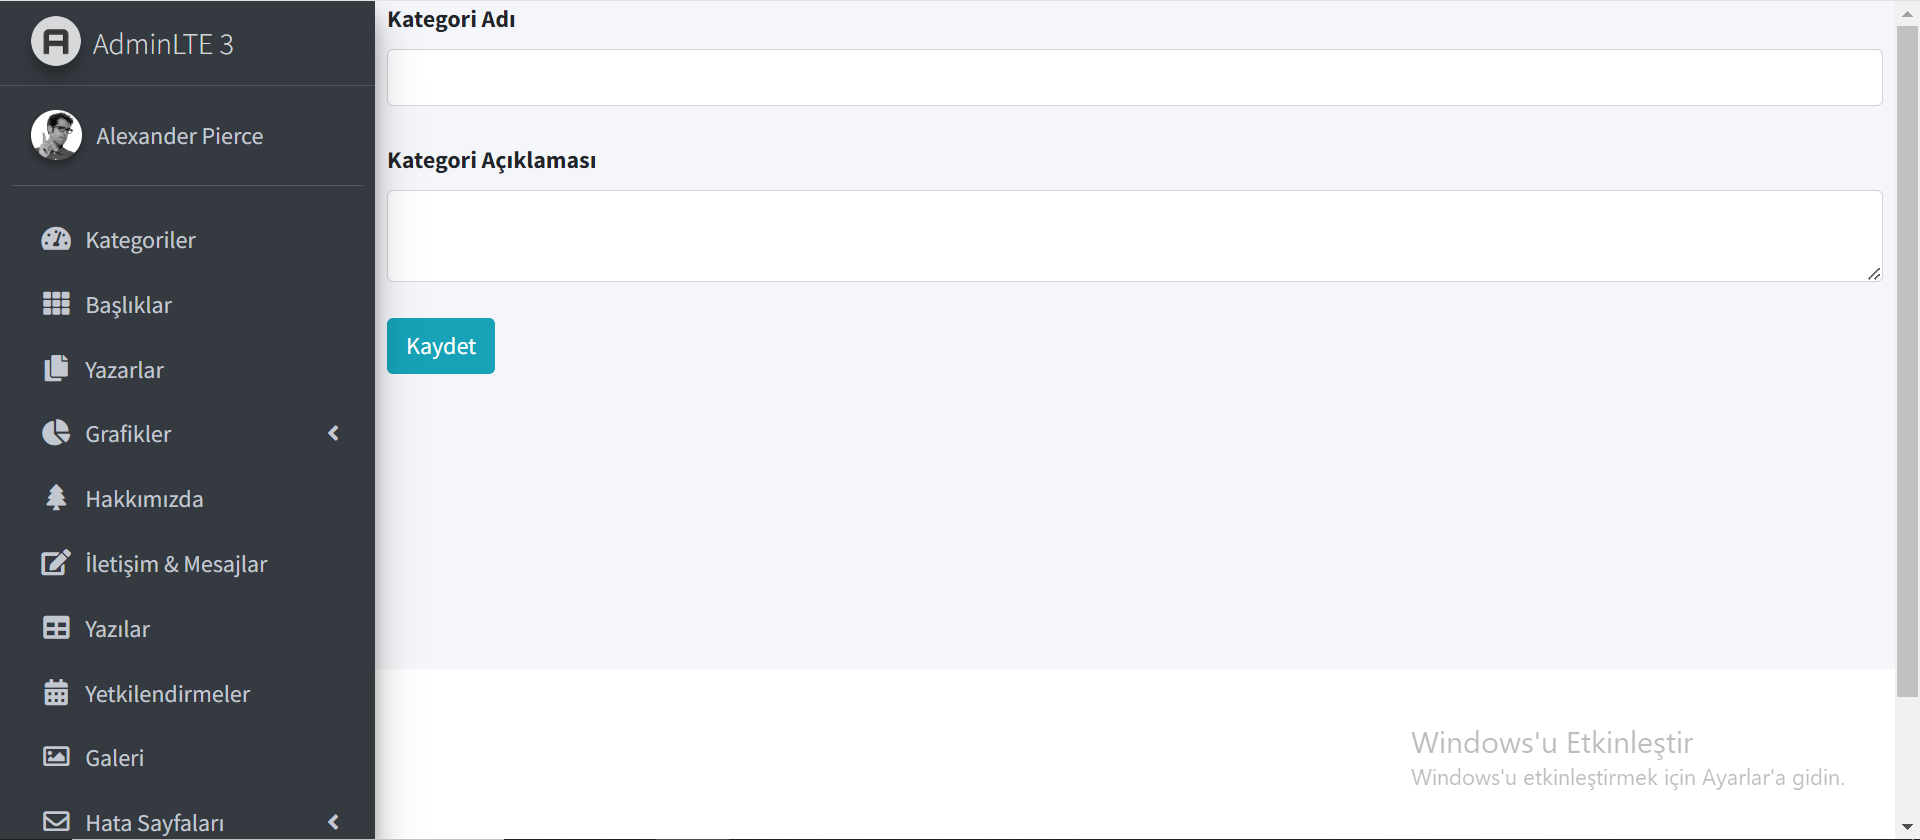 AdminLTE 3
Alexander Pierce
Kategoriler
Başlıklar
Yazarlar
Grafikler
Hakkımızda
İletişim & Mesajlar
Yazılar
Yetkilendirmeler
Galeri
Hata Sayfaları
Kategori Adı
Kategori Açıklaması
Kaydet
Windows'u Etkinleştir
Windows'u etkinleştirmek için Ayarlar'a gidin.